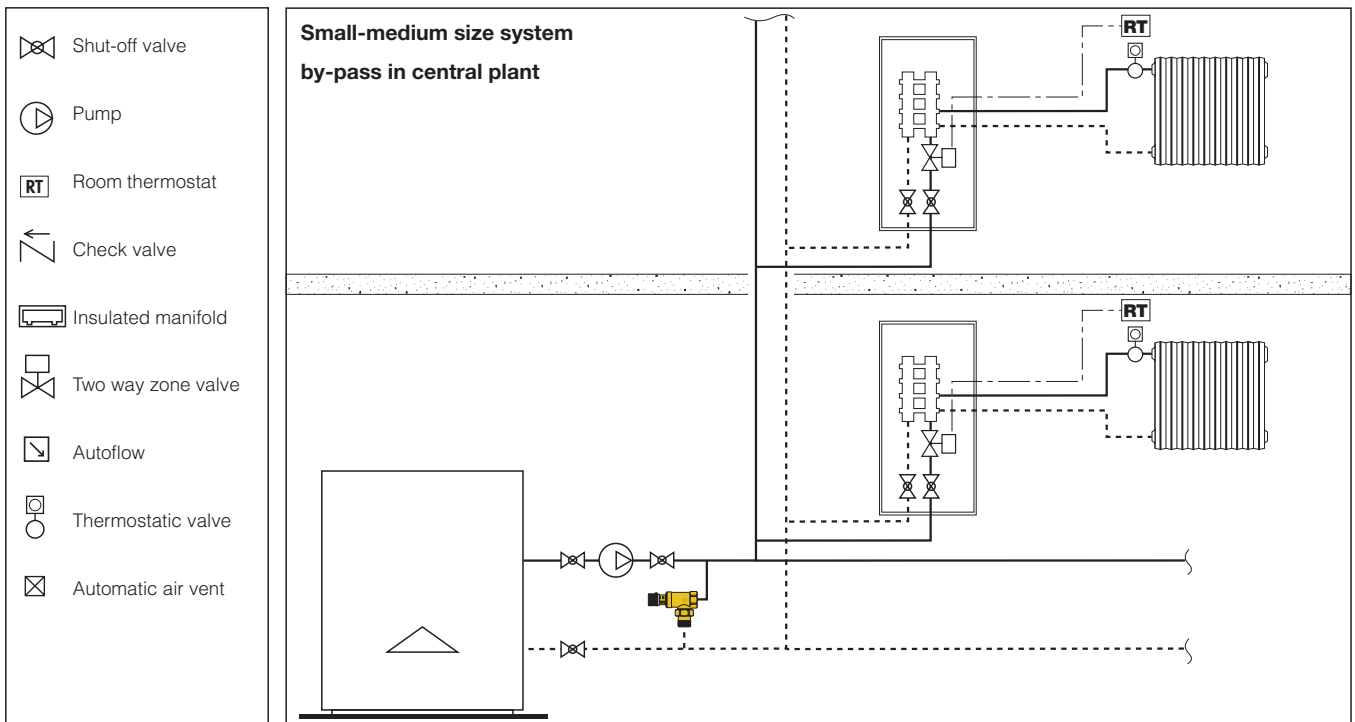 Shut-off valve
Pump
RT Room thermostat
Check valve
Insulated manifold
Two way zone valve
Autoflow
Thermostatic valve
Automatic air vent
Small-medium size system
by-pass in central plant
RT
RT